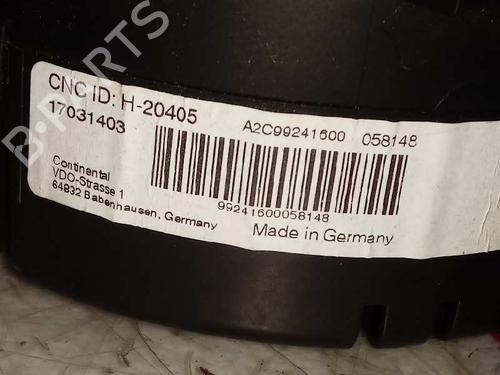 B-PARTS
CNC ID: H-20405
17031403
A2C99241600 058148
Continental
VDO-Strasse 1
64832 Babenhausen, Germany
99241600058148
Made in Germany